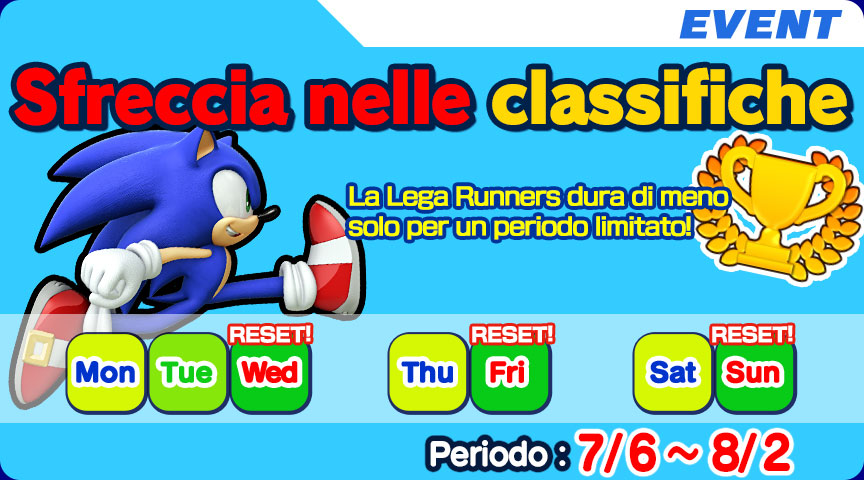 EVENT
Sfreccia nelle classifiche
La Lega Runners dura di meno
solo per un periodo limitato!
RESET! RESET! RESET!
Mon Tue Wed Thu Fri Sat Sun
Periodo : 7/6 ~ 8/2